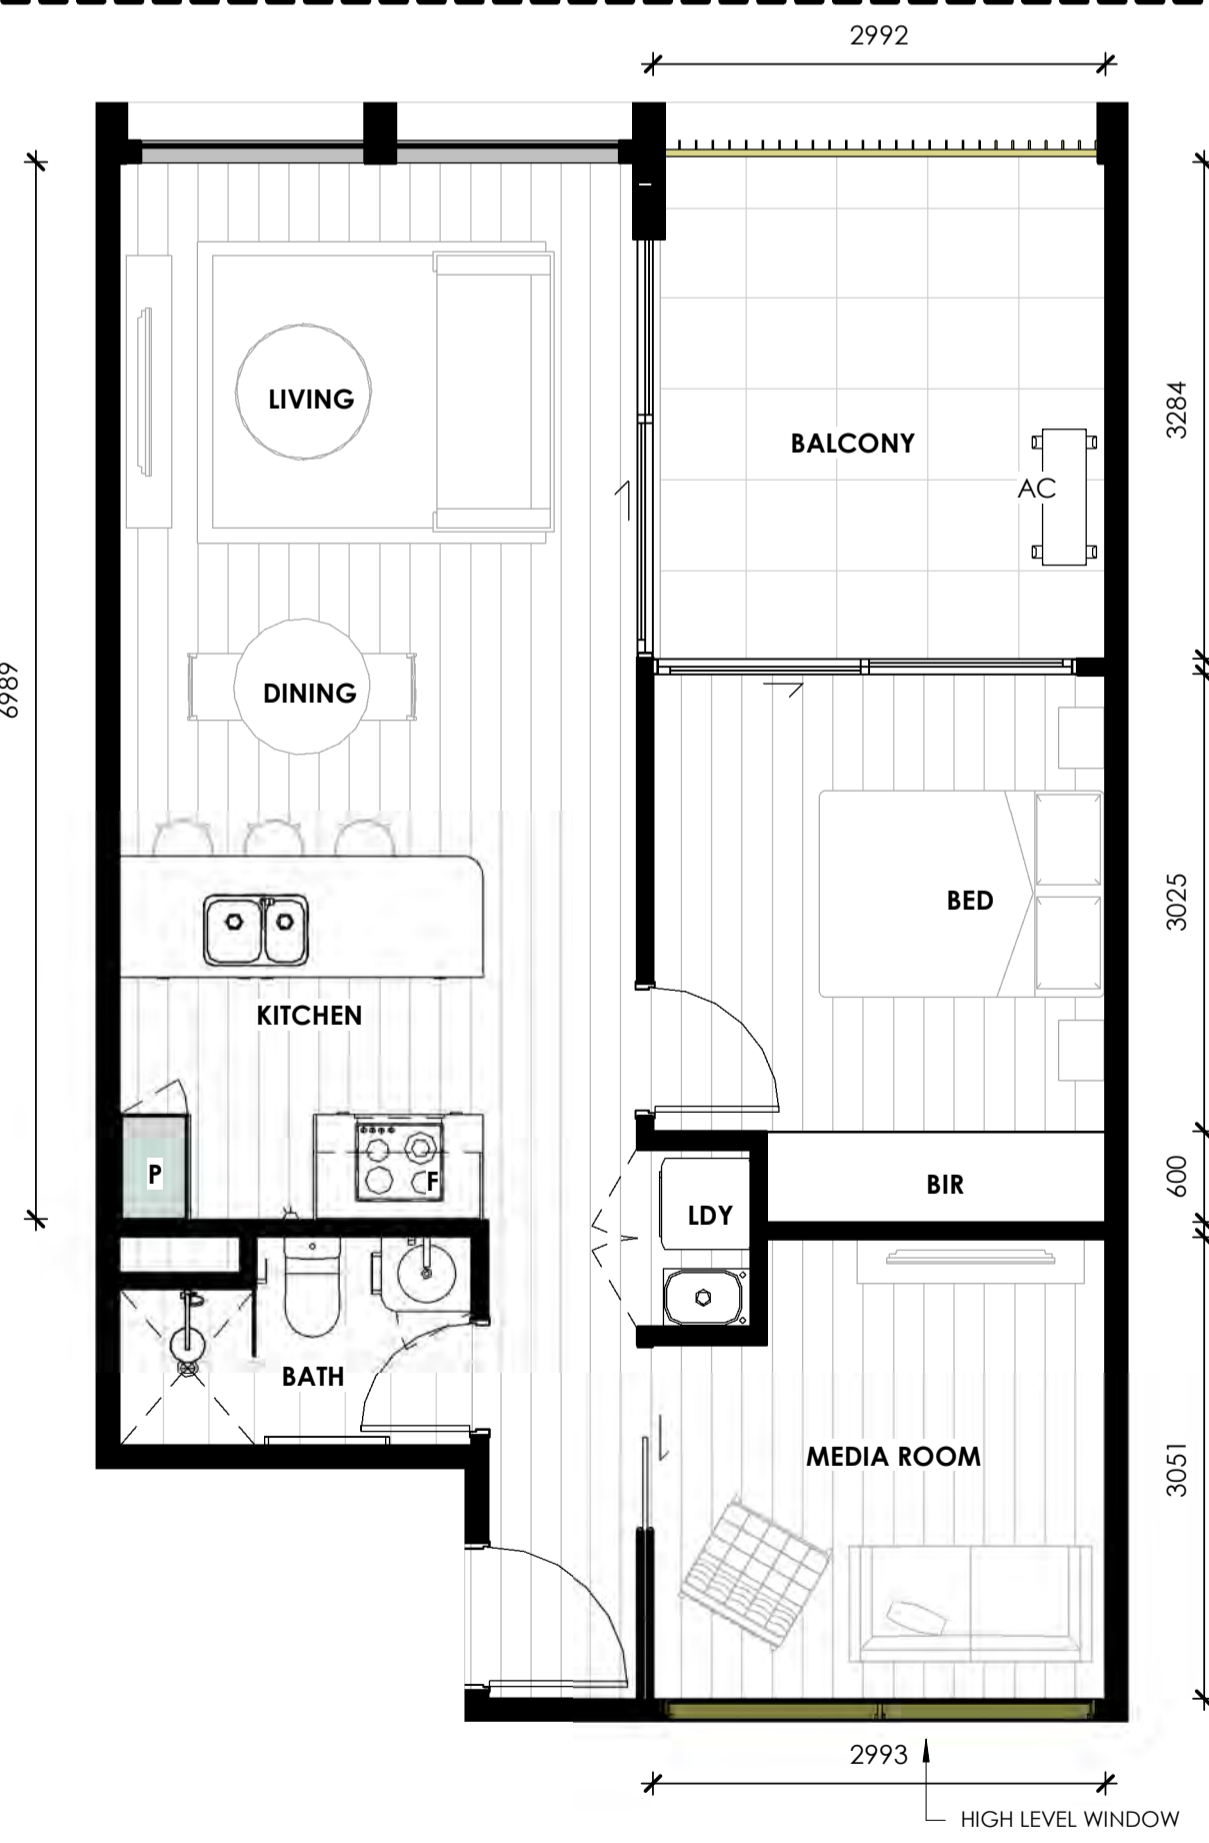 2992
LIVING
3284
BALCONY
AC
6989
DINING
BED
3025
KITCHEN
P
F
BIR
600
LDY
BATH
MEDIA ROOM
3051
2993
HIGH LEVEL WINDOW